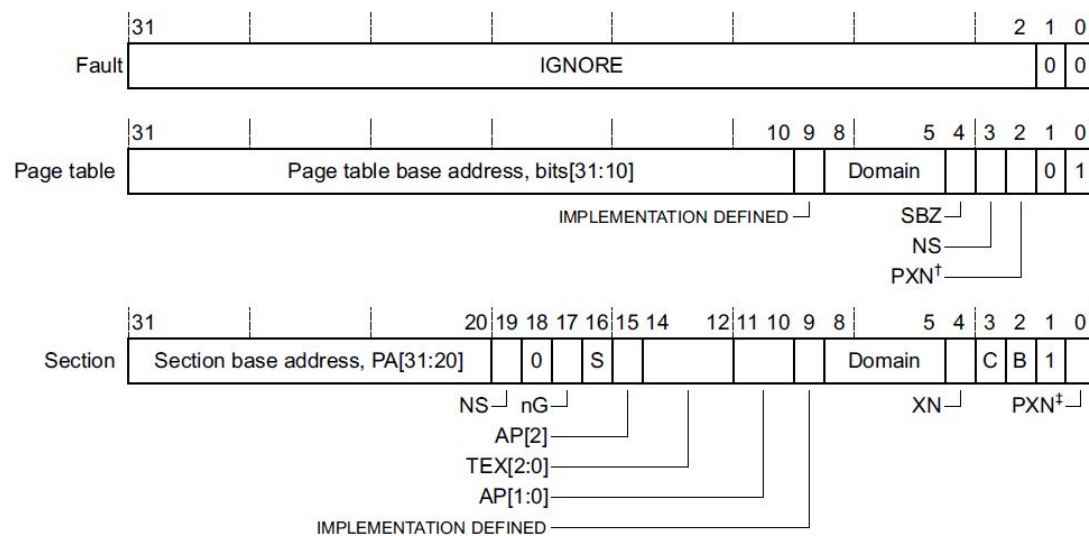 31 2 1 0
Fault IGNORE 0 0
31 10 9 8 5 4 3 2 1 0
Page table Page table base address, bits[31:10] Domain 0 1
IMPLEMENTATION DEFINED SBZ
NS
PXN†
31 20 19 18 17 16 15 14 12 11 10 9 8 5 4 3 2 1 0
Section Section base address, PA[31:20] 0 S Domain C B 1
NS nG XN PXN‡
AP[2]
TEX[2:0]
AP[1:0]
IMPLEMENTATION DEFINED